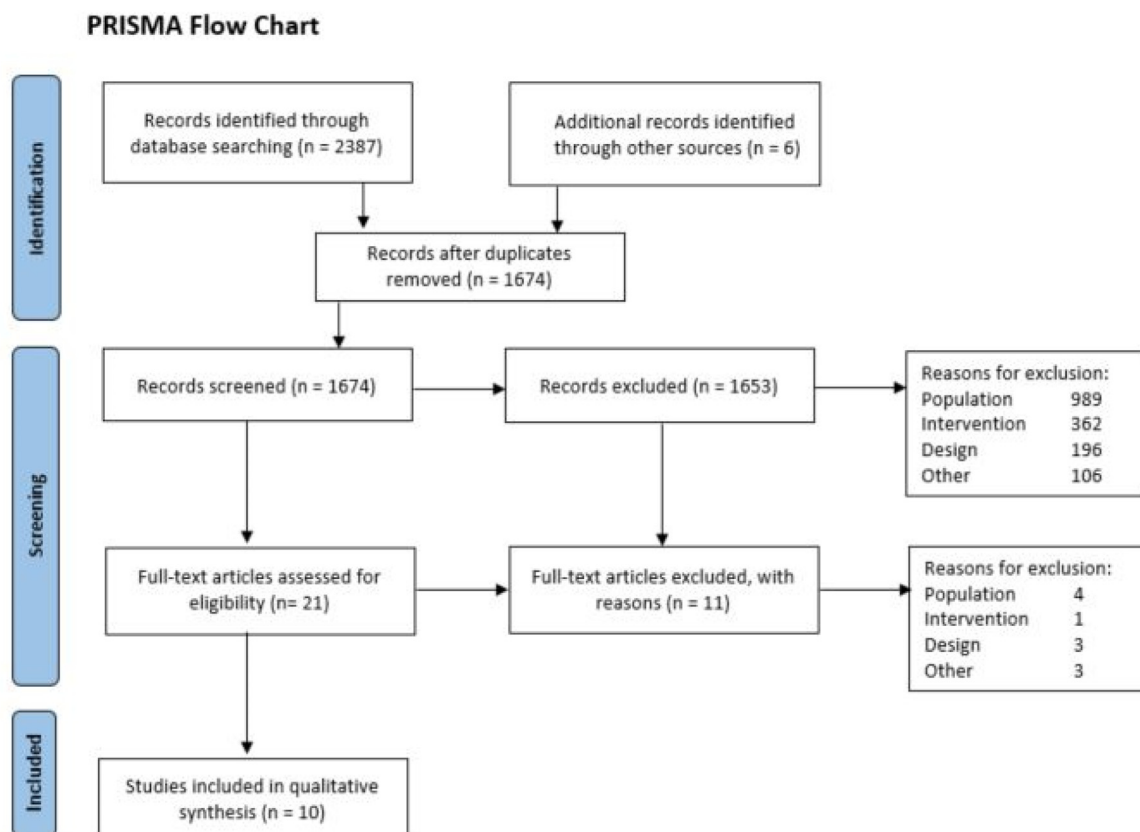 PRISMA Flow Chart
Identification
Records identified through
database searching (n = 2387)
Additional records identified
through other sources (n = 6)
Records after duplicates
removed (n = 1674)
Screening
Records screened (n = 1674)
Records excluded (n = 1653)
Reasons for exclusion:
Population 989
Intervention 362
Design 196
Other 106
Full-text articles assessed for
eligibility (n= 21)
Full-text articles excluded, with
reasons (n = 11)
Reasons for exclusion:
Population 4
Intervention 1
Design 3
Other 3
Included
Studies included in qualitative
synthesis (n = 10)